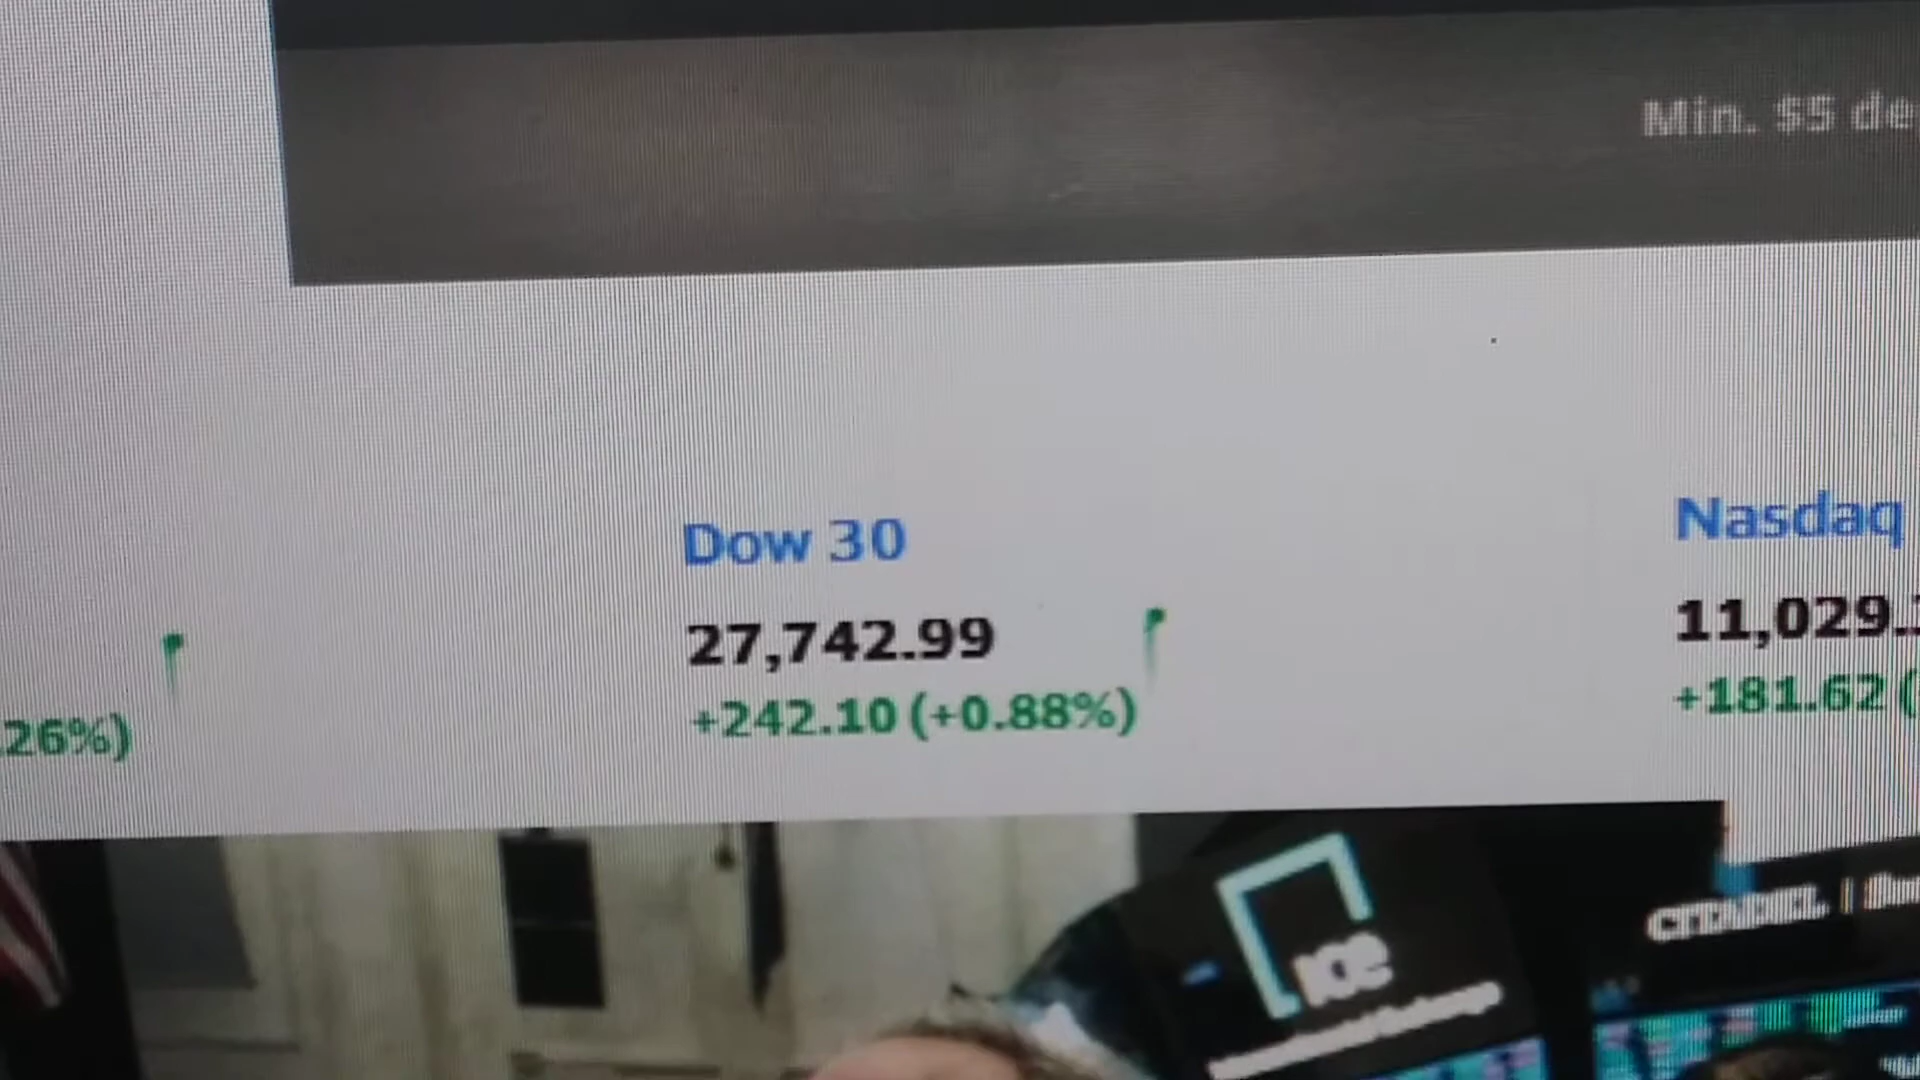 Min. $5 de
Dow 30
27,742.99
+242.10 (+0.88%)
Nasdaq
11,029.
+181.62 (
.26%)
ice
CITADEL |